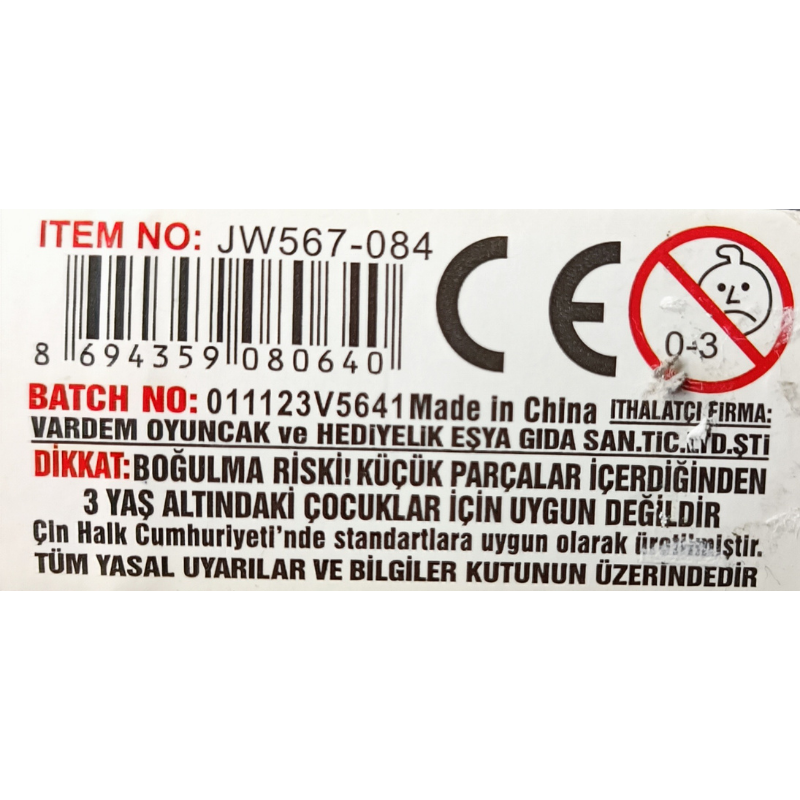 ITEM NO: JW567-084
CE
0-3
8 694359 080640
BATCH NO: 011123V5641 Made in China İTHALATÇI FIRMA:
VARDEM OYUNCAK ve HEDİYELİK EŞYA GIDA SAN.TİC.LTD.ŞTİ
DİKKAT: BOĞULMA RİSKİ! KÜÇÜK PARÇALAR İÇERDİĞİNDEN
3 YAŞ ALTINDAKİ ÇOCUKLAR İÇİN UYGUN DEĞİLDİR
Çin Halk Cumhuriyeti'nde standartlara uygun olarak üretilmiştir.
TÜM YASAL UYARILAR VE BİLGİLER KUTUNUN ÜZERİNDEDİR